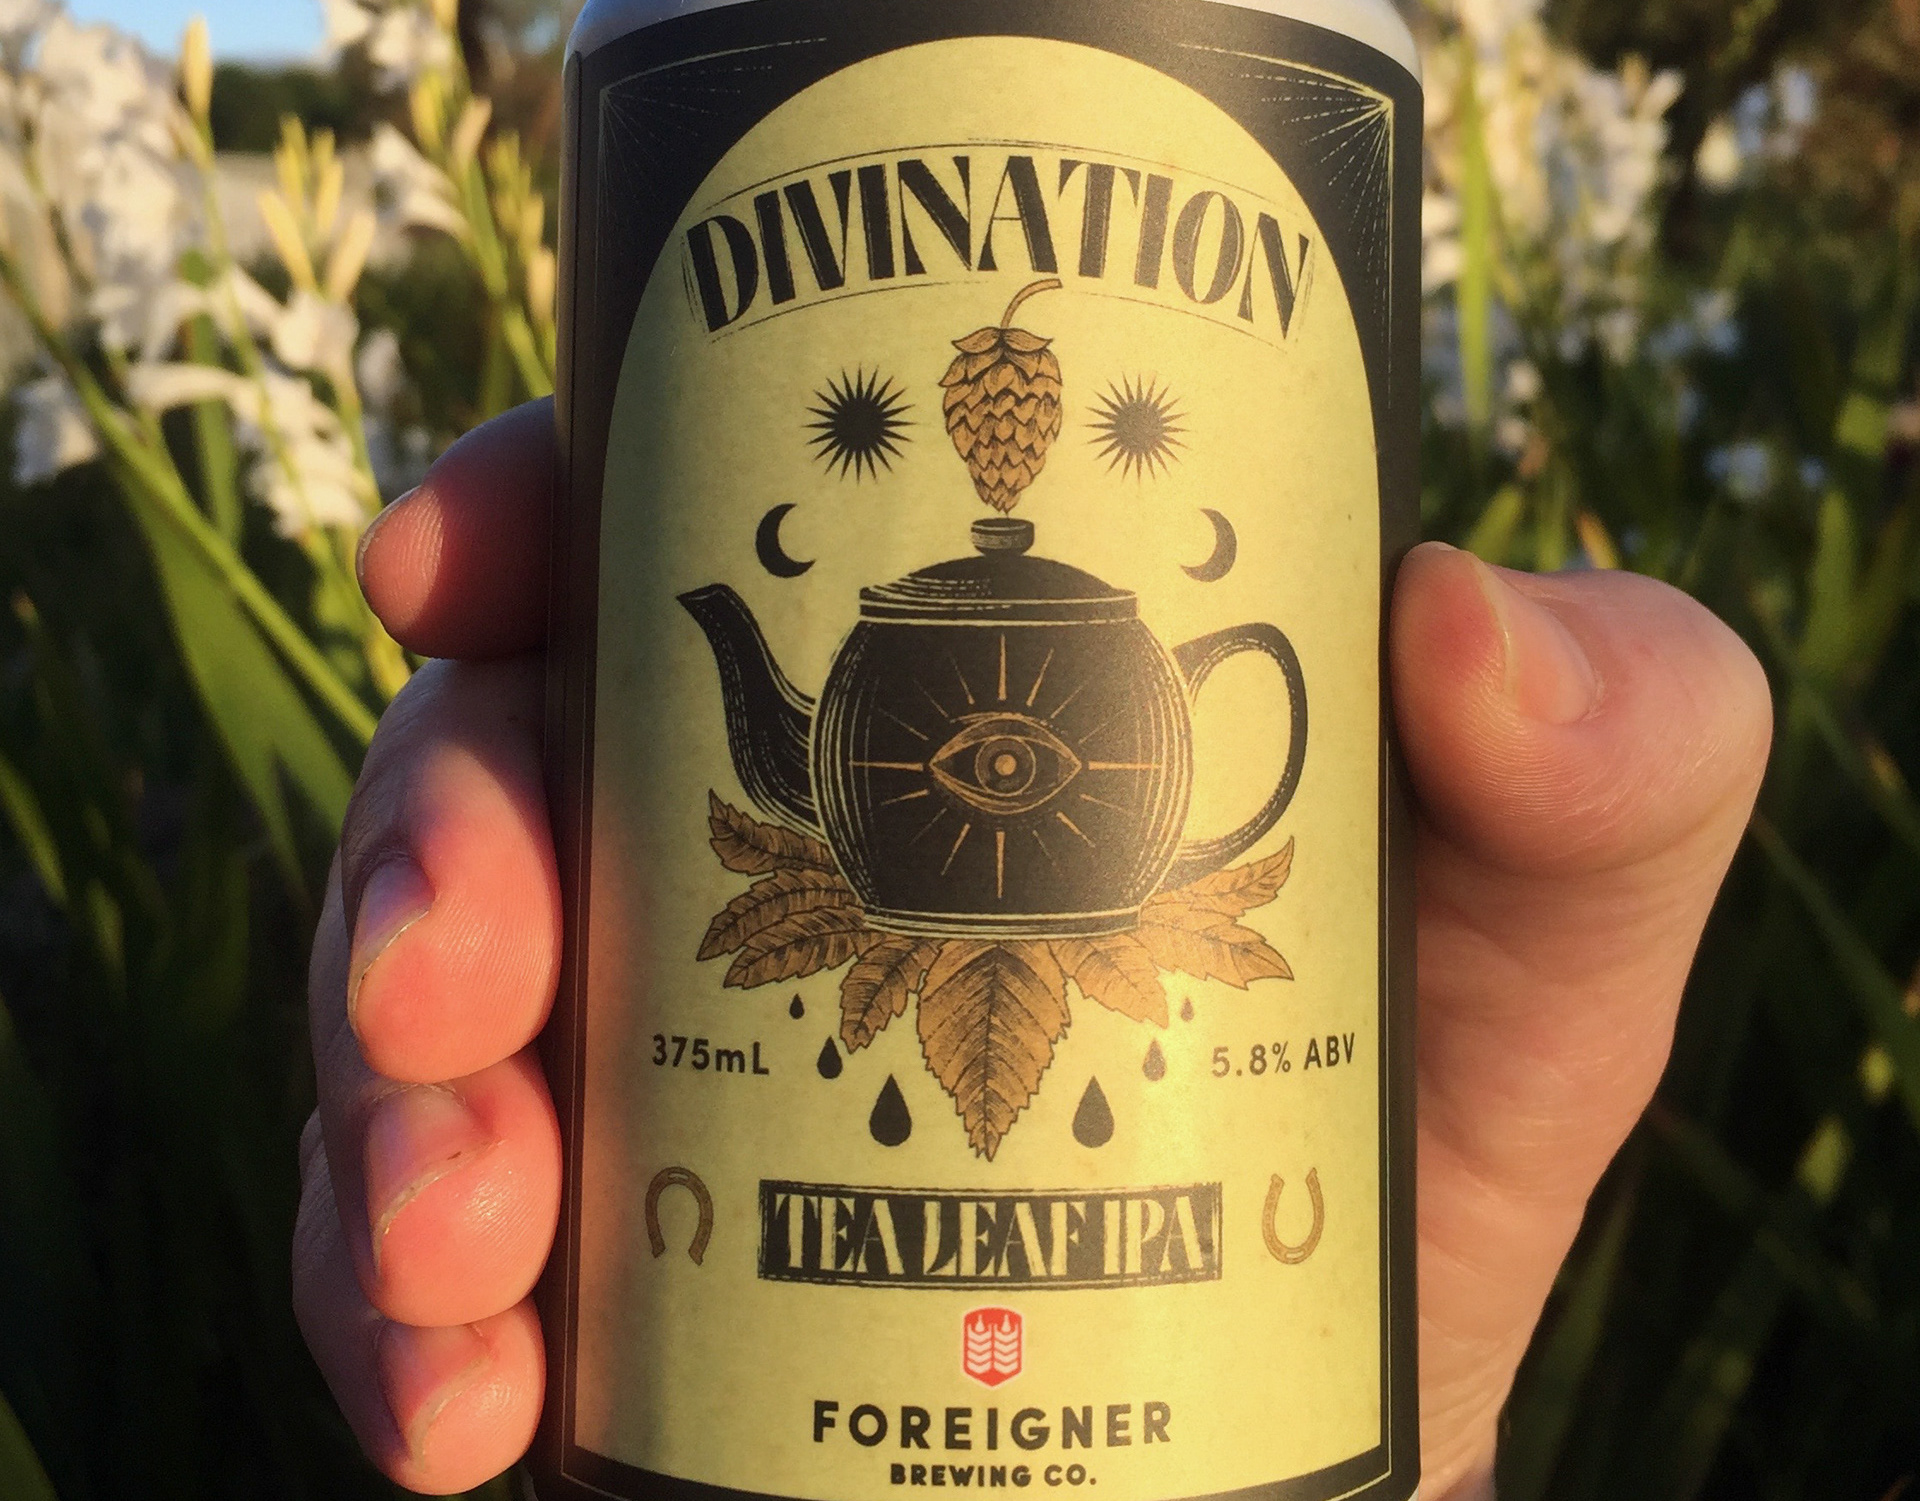 DIVINATION
375mL
5.8% ABV
TEA LEAF IPA
FOREIGNER
BREWING CO.